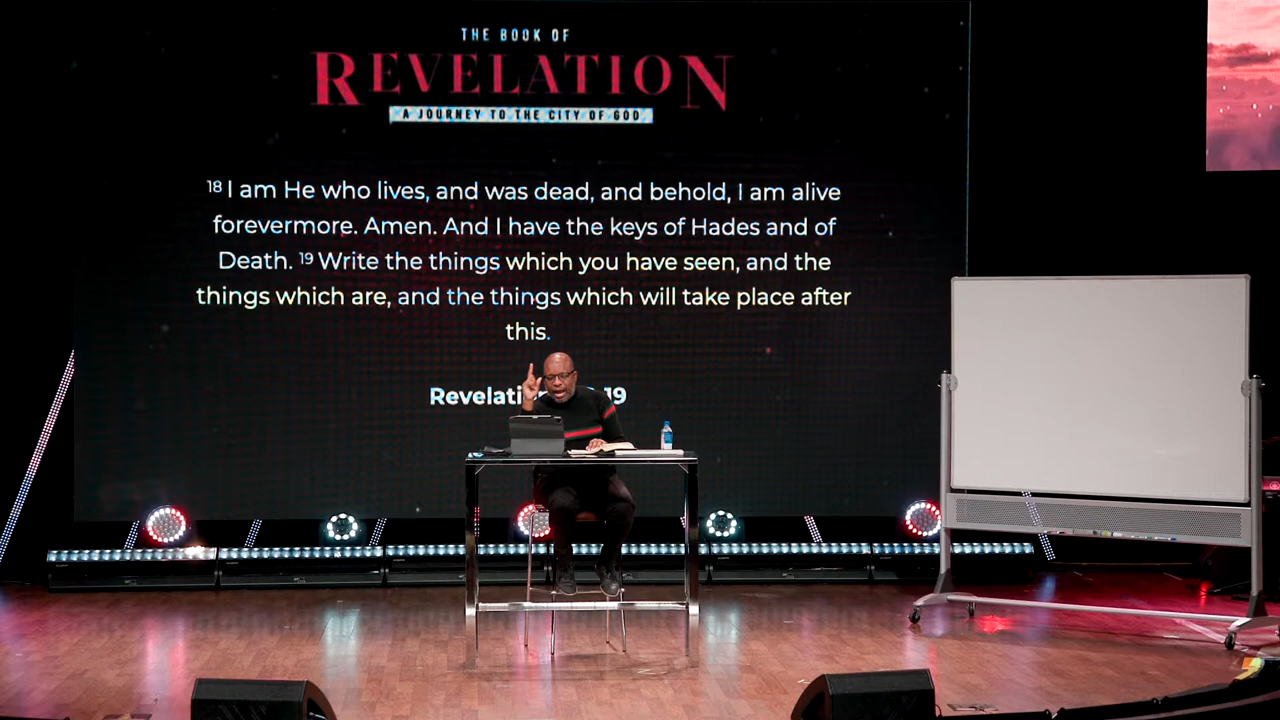 THE BOOK OF
REVELATION
A JOURNEY TO THE CITY OF GOD
18 I am He who lives, and was dead, and behold, I am alive
forevermore. Amen. And I have the keys of Hades and of
Death. 19 Write the things which you have seen, and the
things which are, and the things which will take place after
this.